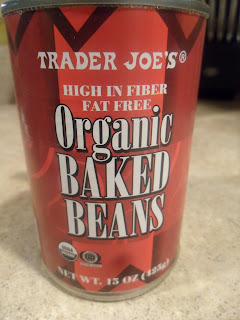 TRADER JOE'S®
HIGH IN FIBER
FAT FREE
Organic
BAKED
BEANS
NET WT. 15 OZ (425g)